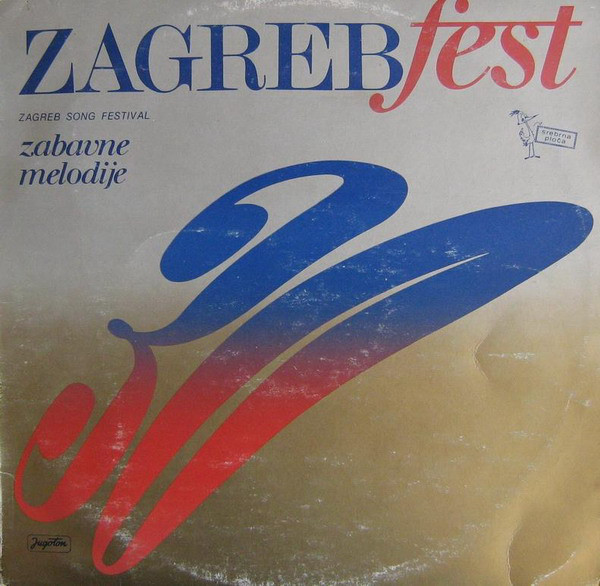 ZAGREBfest
ZAGREB SONG FESTIVAL
srebrna
ploča
zabavne
melodije
Jugoton